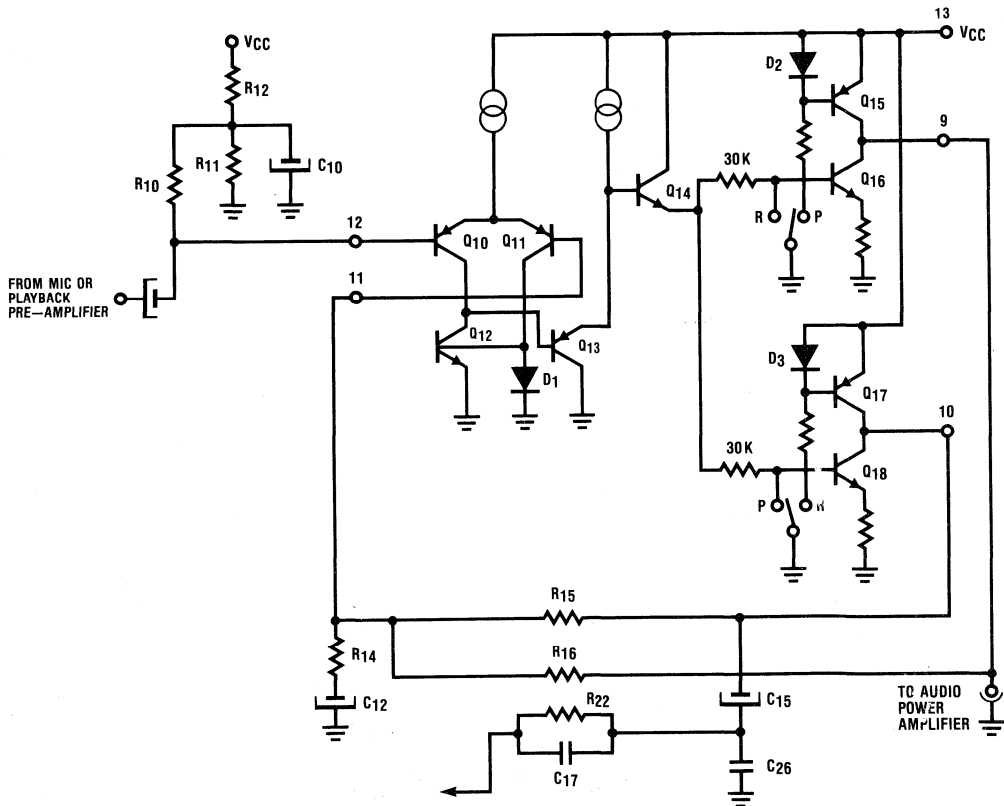 13
VCC
VCC
R12
D2
Q15
9
R10
R11
C10
30K
Q14
Q16
R
P
12
Q10
Q11
11
FROM MIC OR
PLAYBACK
PRE-AMPLIFIER
Q12
Q13
D1
D3
Q17
10
30K
Q18
P
R15
R14
R16
C12
R22
C15
TO AUDIO
POWER
AMPLIFIER
C17
C26